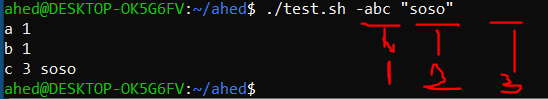 ahed@DESKTOP-OK5G6FV:~/ahed$ ./test.sh -abc "soso"
a 1
b 1
c 3 soso
1 2 3
ahed@DESKTOP-OK5G6FV:~/ahed$